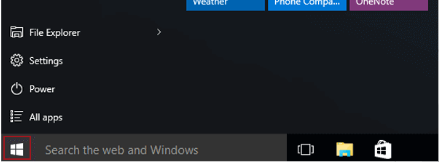 Weather Phone Compa... OneNote
File Explorer
Settings
Power
All apps
Search the web and Windows